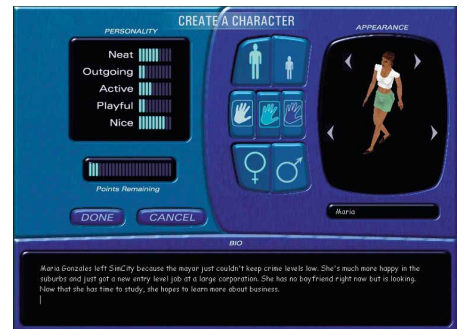 CREATE A CHARACTER
PERSONALITY
Neat
Outgoing
Active
Playful
Nice
Points Remaining
DONE
CANCEL
APPEARANCE
Maria
BIO
Maria Gonzales left SimCity because the mayor just couldn't keep crime levels low. She's much more happy in the
suburbs and just got a new entry level job at a large corporation. She has no boyfriend right now but is looking.
Now that she has time to study, she hopes to learn more about business.